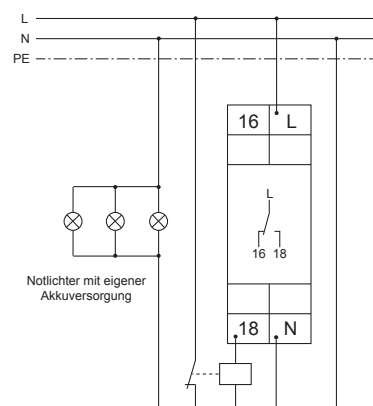 L
N
PE
16 L
L
16 18
Notlichter mit eigener
Akkuversorgung
18 N